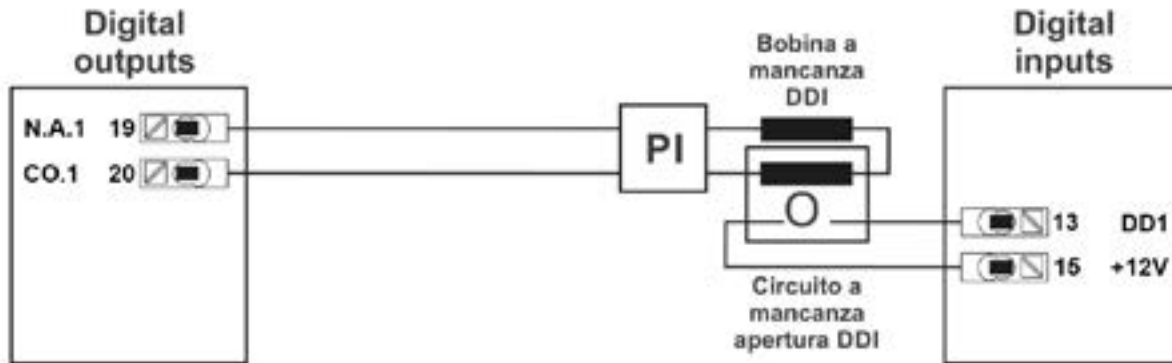 Digital
outputs
N.A.1 19
CO.1 20
PI
Bobina a
mancanza
DDI
O
Circuito a
mancanza
apertura DDI
Digital
inputs
13 DD1
15 +12V